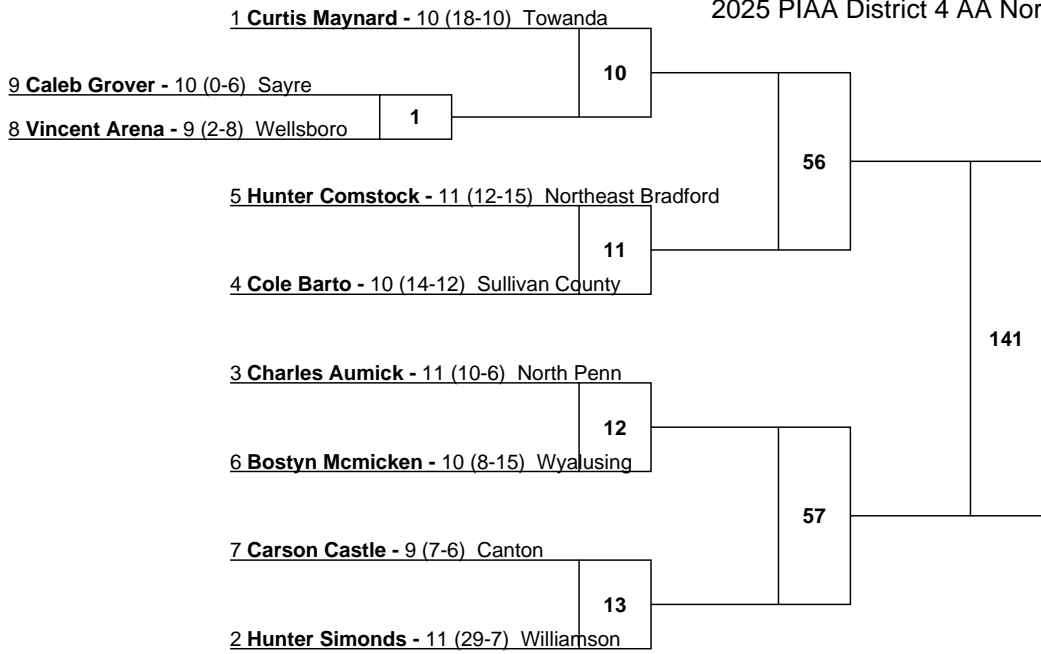 2025 PIAA District 4 AA Nor
1 Curtis Maynard - 10 (18-10) Towanda
10
9 Caleb Grover - 10 (0-6) Sayre
1
8 Vincent Arena - 9 (2-8) Wellsboro
56
5 Hunter Comstock - 11 (12-15) Northeast Bradford
11
4 Cole Barto - 10 (14-12) Sullivan County
141
3 Charles Aumick - 11 (10-6) North Penn
12
6 Bostyn Mcmicken - 10 (8-15) Wyalusing
57
7 Carson Castle - 9 (7-6) Canton
13
2 Hunter Simonds - 11 (29-7) Williamson